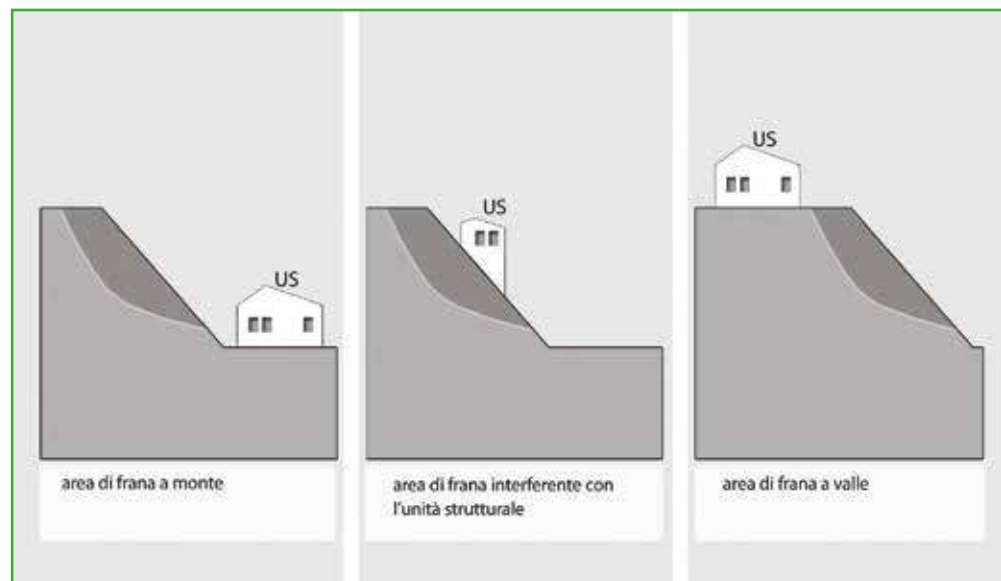 US
area di frana a monte
US
area di frana interferente con
l'unità strutturale
US
area di frana a valle